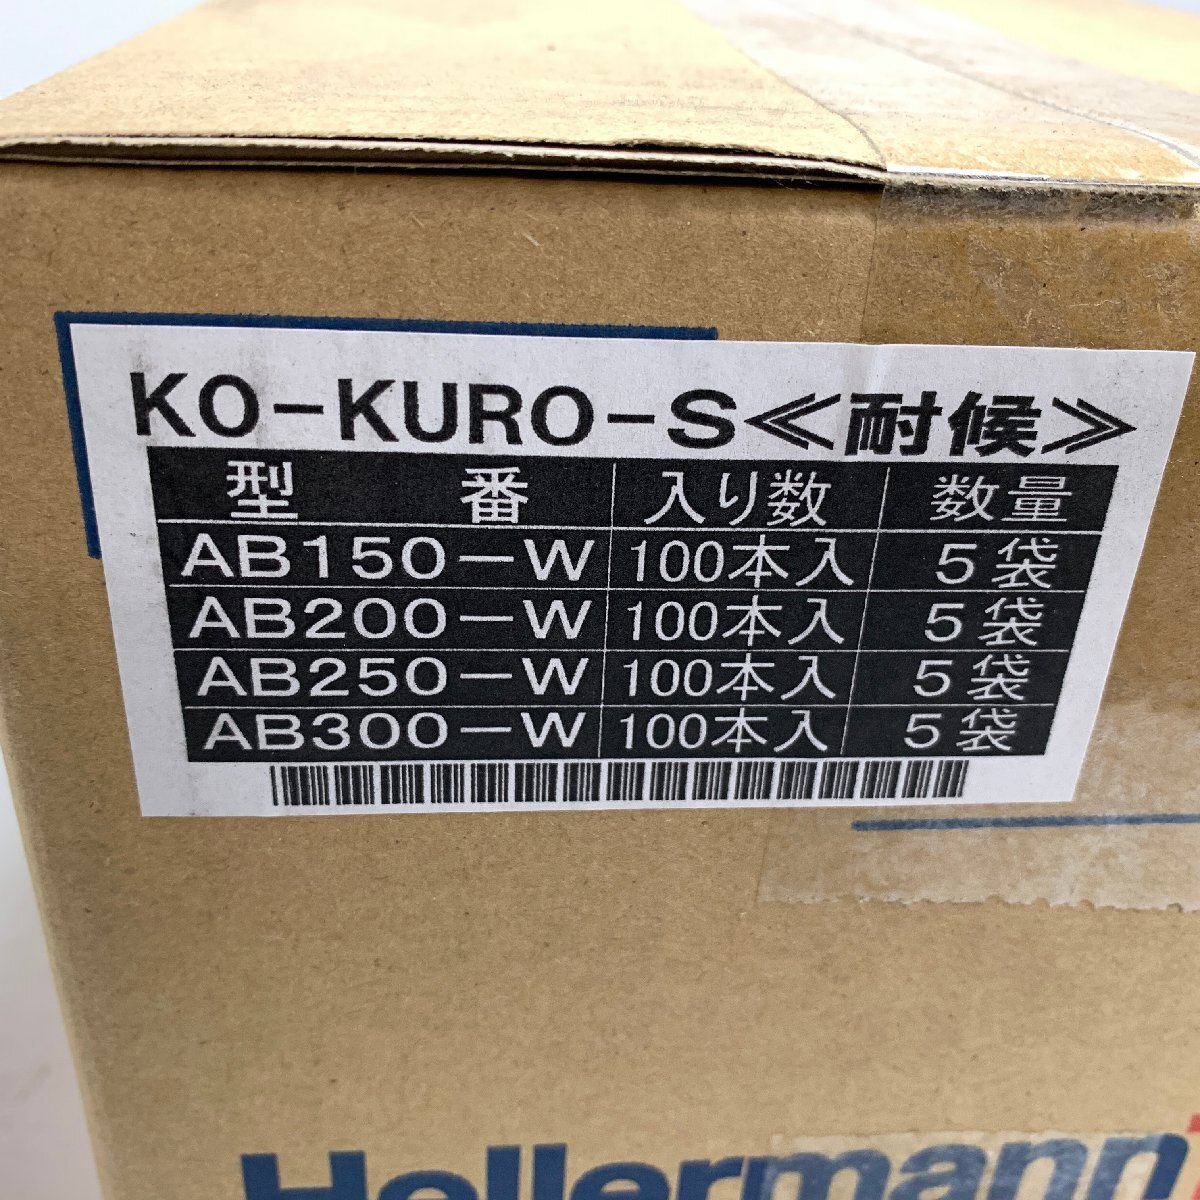 KO-KURO-S≪耐候≫
型番 入り数 数量
AB150-W 100本入 5袋
AB200-W 100本入 5袋
AB250-W 100本入 5袋
AB300-W 100本入 5袋
Hellermann